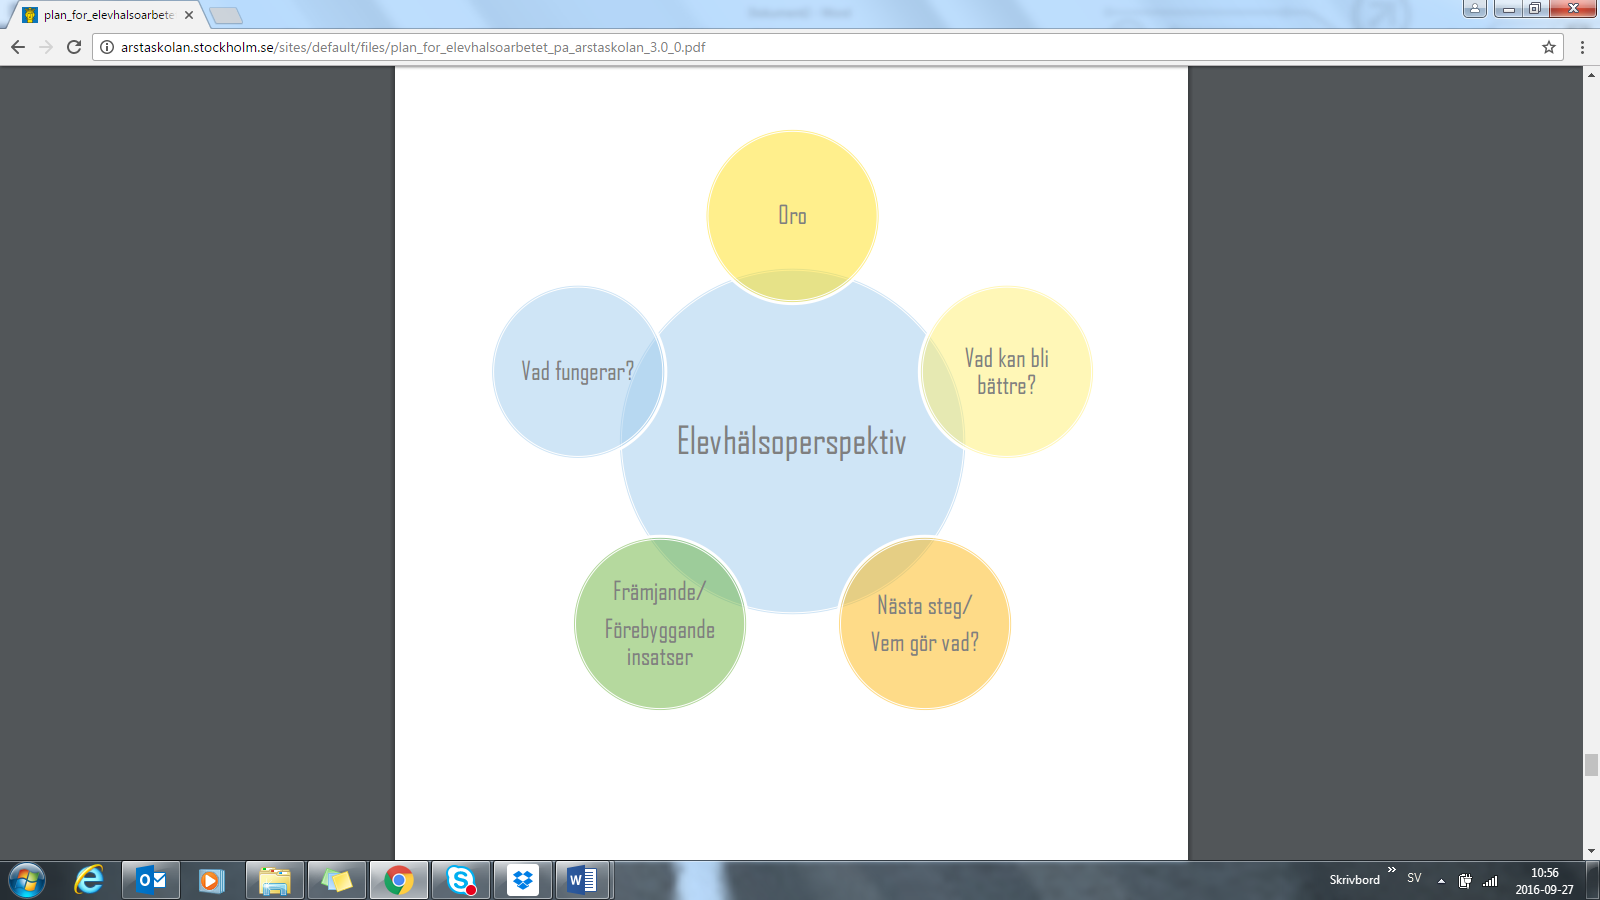 plan_for_elevhalsoarbete
arstaskolan.stockholm.se/sites/default/files/plan_for_elevhalsoarbetet_pa_arstaskolan_3.0_0.pdf
Oro
Vad fungerar?
Vad kan bli
bättre?
Elevhälsoperspektiv
Främjande/
Förebyggande
insatser
Nästa steg/
Vem gör vad?
Skrivbord
SV
10:56
2016-09-27